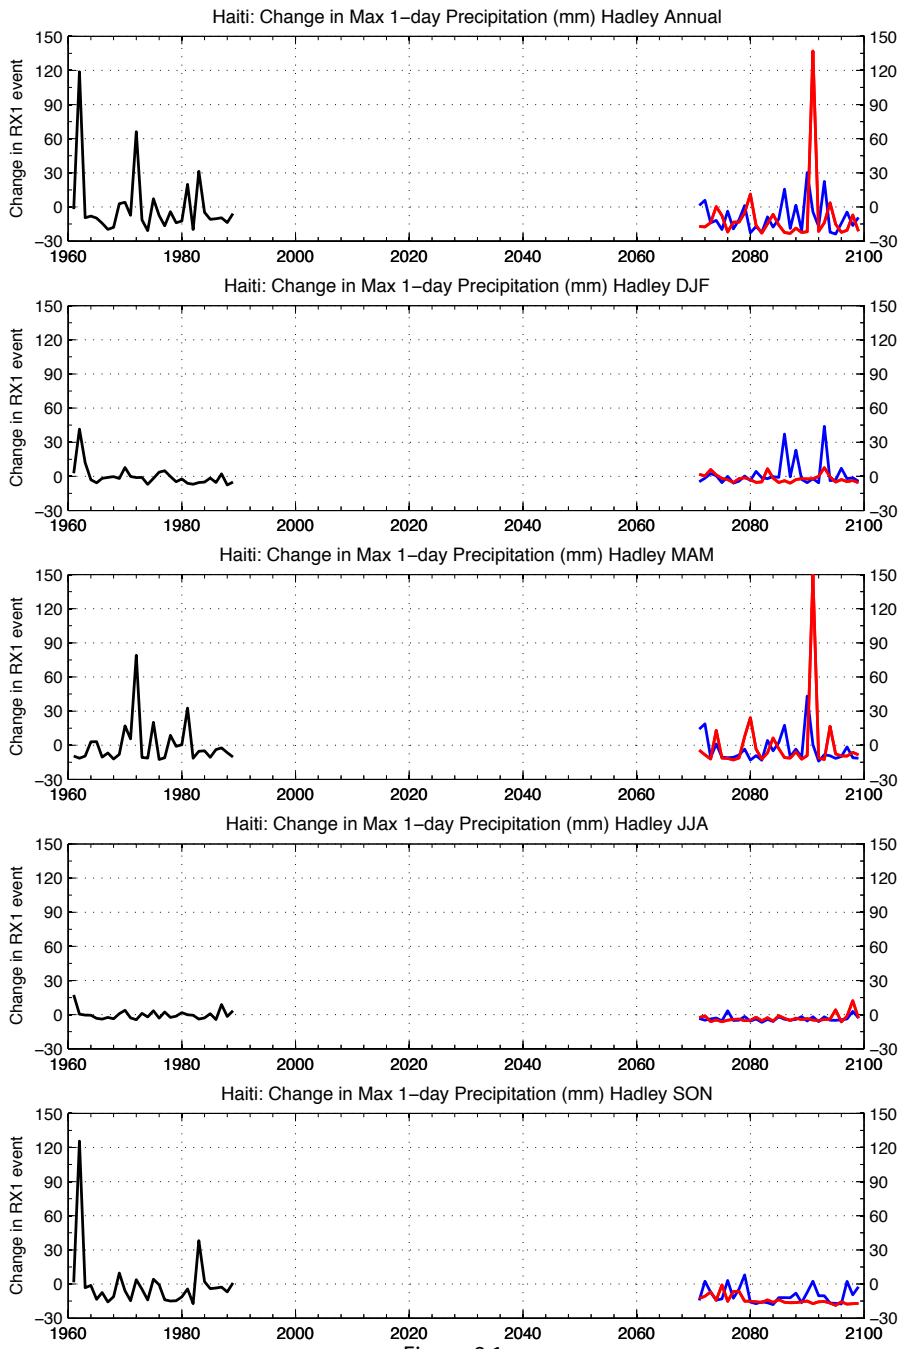 Haiti: Change in Max 1−day Precipitation (mm) Hadley Annual
150 150
120 120
90 90
60 60
30 30
0 0
−30 −30
Change in RX1 event
1960 1980 2000 2020 2040 2060 2080 2100
Haiti: Change in Max 1−day Precipitation (mm) Hadley DJF
150 150
120 120
90 90
60 60
30 30
0 0
−30 −30
Change in RX1 event
1960 1980 2000 2020 2040 2060 2080 2100
Haiti: Change in Max 1−day Precipitation (mm) Hadley MAM
150 150
120 120
90 90
60 60
30 30
0 0
−30 −30
Change in RX1 event
1960 1980 2000 2020 2040 2060 2080 2100
Haiti: Change in Max 1−day Precipitation (mm) Hadley JJA
150 150
120 120
90 90
60 60
30 30
0 0
−30 −30
Change in RX1 event
1960 1980 2000 2020 2040 2060 2080 2100
Haiti: Change in Max 1−day Precipitation (mm) Hadley SON
150 150
120 120
90 90
60 60
30 30
0 0
−30 −30
Change in RX1 event
1960 1980 2000 2020 2040 2060 2080 2100